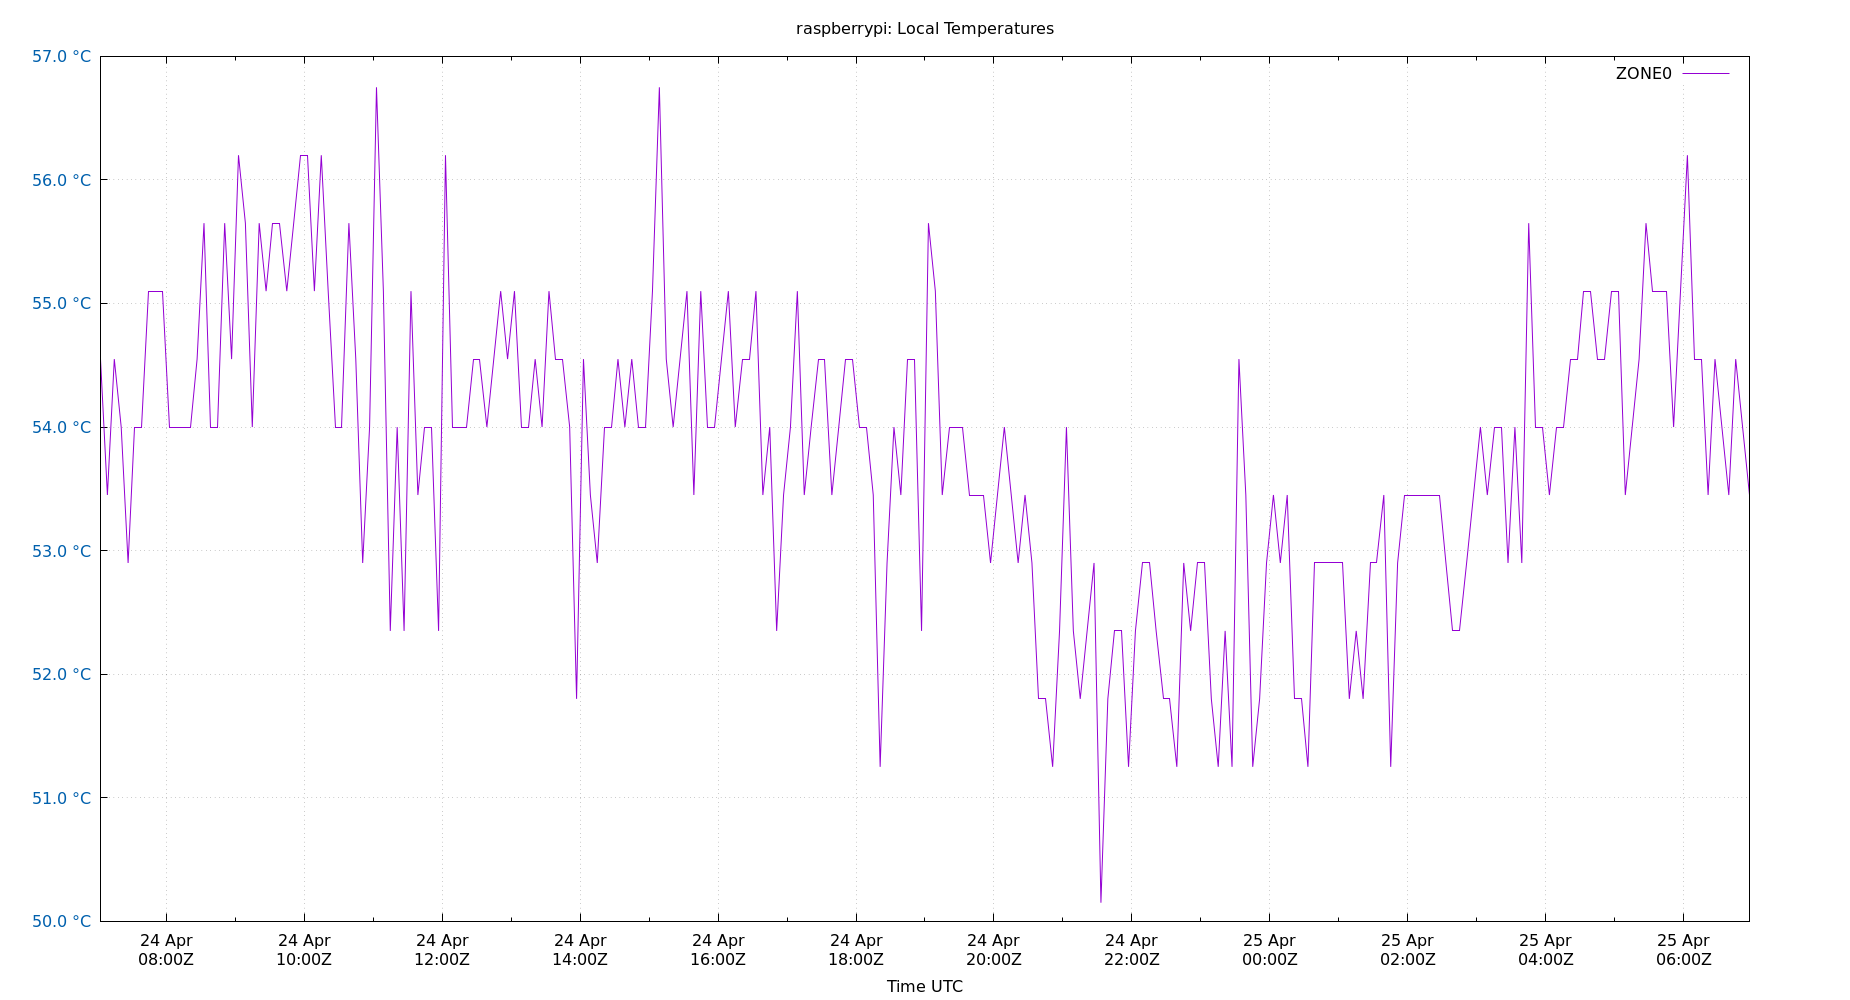 raspberrypi: Local Temperatures
57.0 °C
ZONE0
56.0 °C
55.0 °C
54.0 °C
53.0 °C
52.0 °C
51.0 °C
50.0 °C
24 Apr 24 Apr 24 Apr 24 Apr 24 Apr 24 Apr 24 Apr 24 Apr 25 Apr 25 Apr 25 Apr 25 Apr
08:00Z 10:00Z 12:00Z 14:00Z 16:00Z 18:00Z 20:00Z 22:00Z 00:00Z 02:00Z 04:00Z 06:00Z
Time UTC